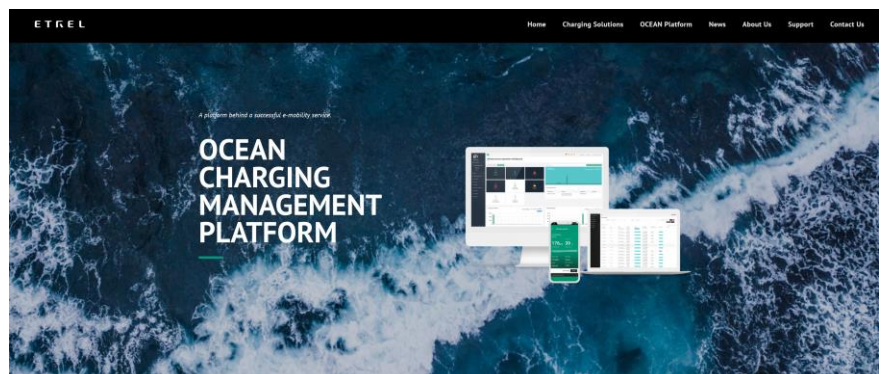 ETREL
Home Charging Solutions OCEAN Platform News About Us Support Contact Us
A platform behind a successful e-mobility service.
OCEAN
CHARGING
MANAGEMENT
PLATFORM